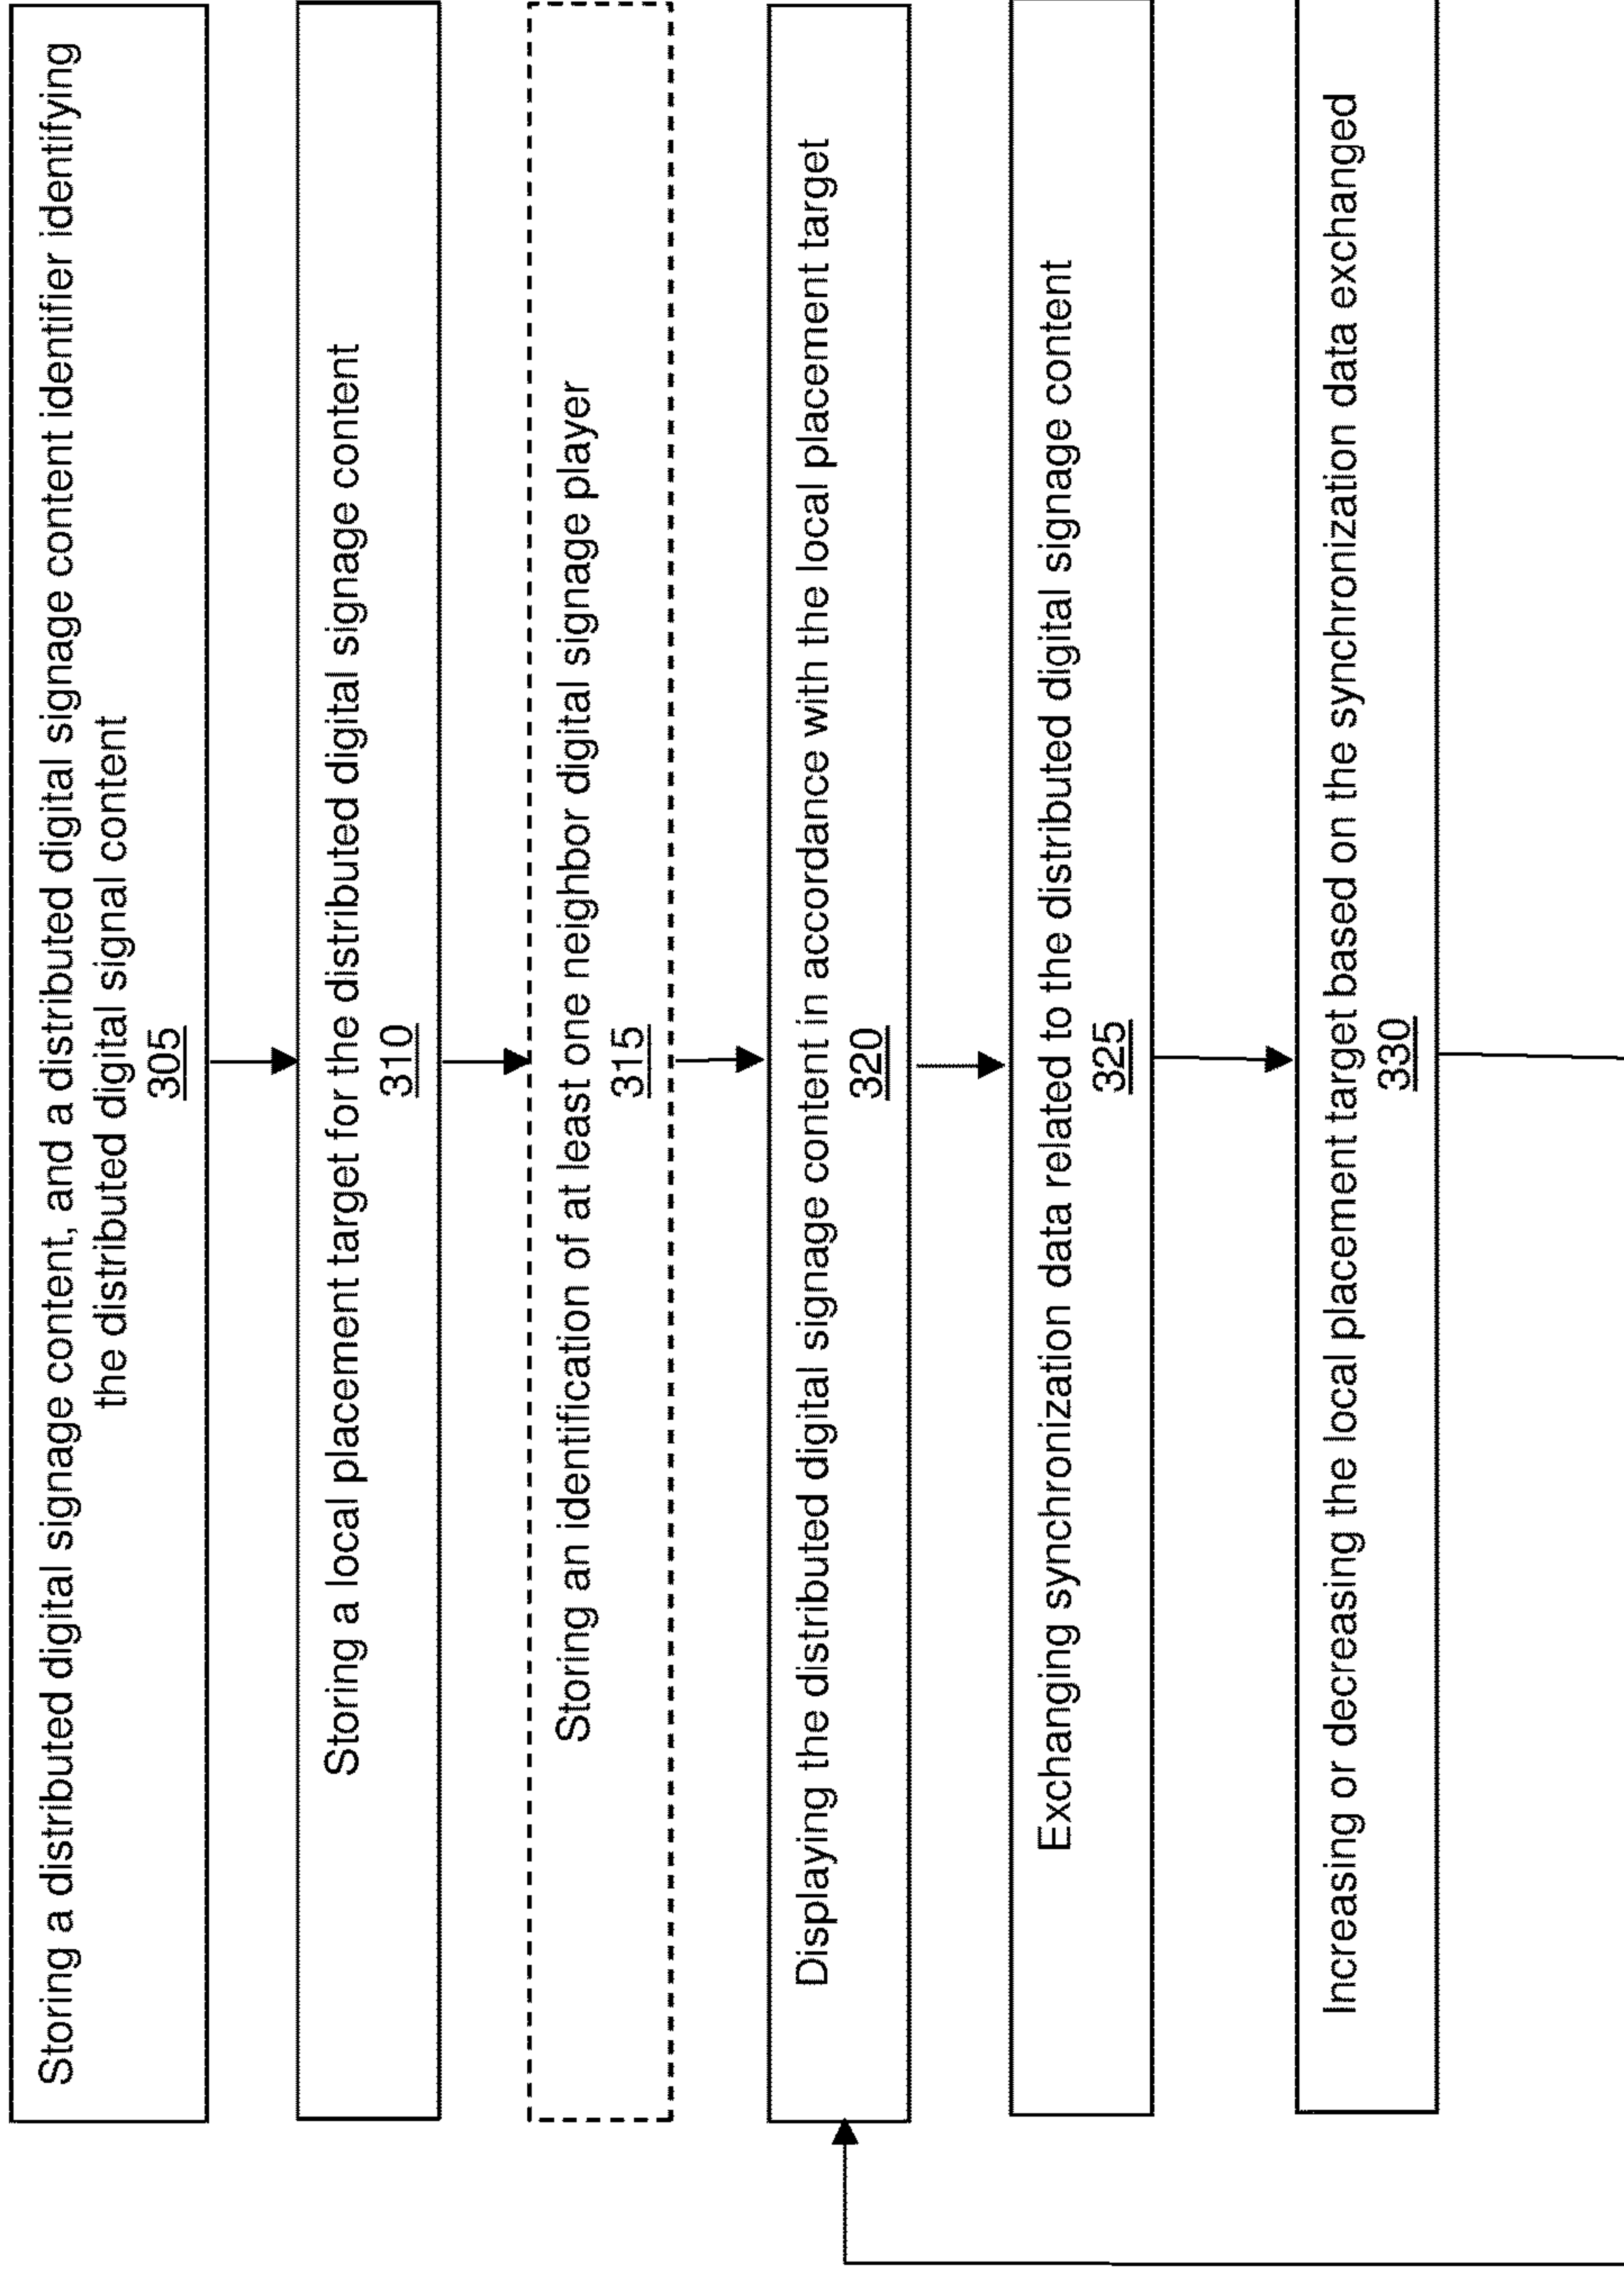 Storing a distributed digital signage content, and a distributed digital signage content identifier identifying
the distributed digital signal content
305
Storing a local placement target for the distributed digital signage content
310
Storing an identification of at least one neighbor digital signage player
315
Displaying the distributed digital signage content in accordance with the local placement target
320
Exchanging synchronization data related to the distributed digital signage content
325
Increasing or decreasing the local placement target based on the synchronization data exchanged
330